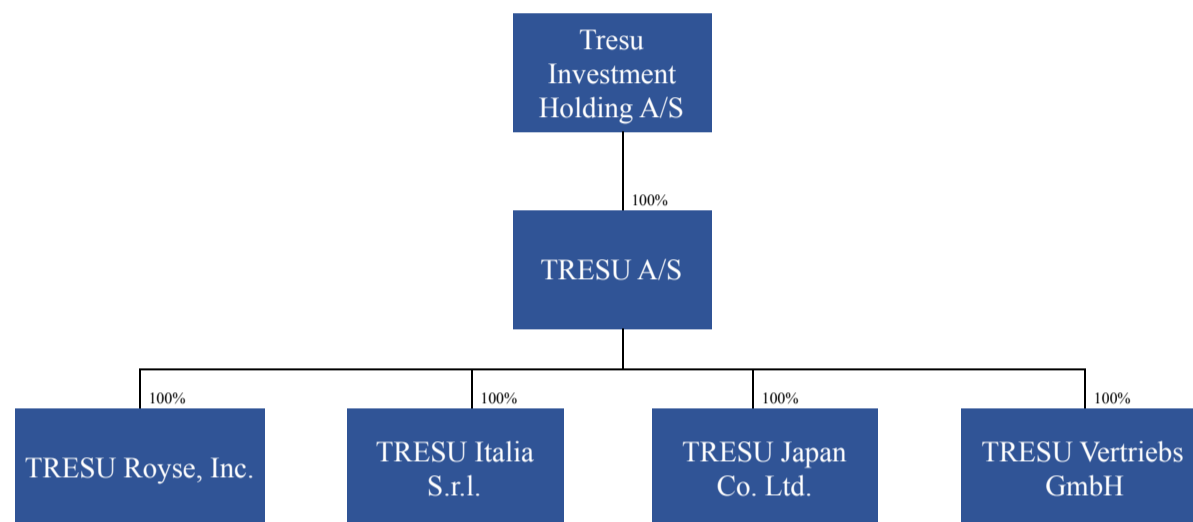 Tresu
Investment
Holding A/S
100%
TRESU A/S
100%
100%
100%
100%
TRESU Royse, Inc.
TRESU Italia
S.r.l.
TRESU Japan
Co. Ltd.
TRESU Vertriebs
GmbH